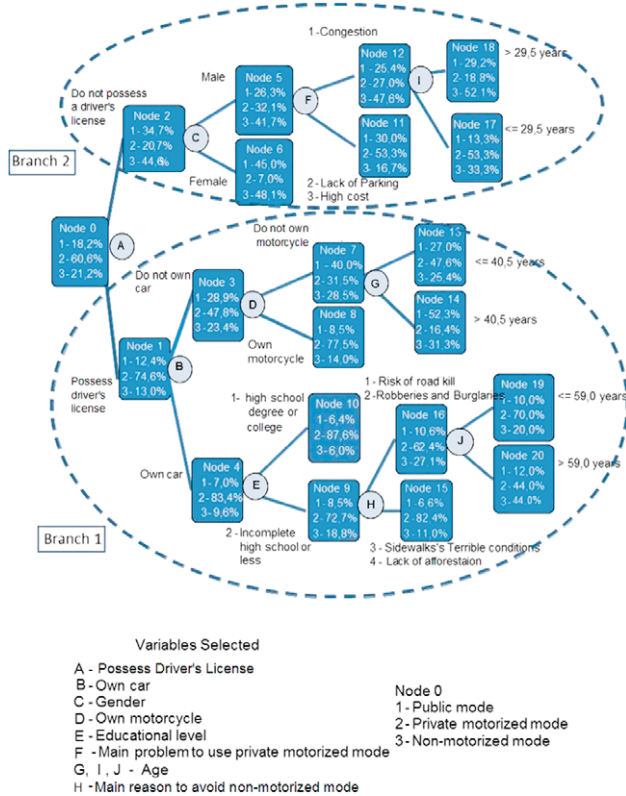 1-Congestion
Node 12
1-25,4%
2-27,0%
3-47,6%
Node 18
1-29,2%
2-18,8%
3-52,1%
> 29,5 years
I
Male
Node 5
1-26,3%
2-32,1%
3-41,7%
F
Do not possess
a driver's
license
Node 2
1-34,7%
2-20,7%
3-44,6%
C
Node 11
1-30,0%
2-53,3%
3-16,7%
Node 17
1-13,3%
2-53,3%
3-33,3%
<= 29,5 years
Branch 2
Female
Node 6
1-45,0%
2- 7,0%
3-48,1%
2- Lack of Parking
3- High cost
Node 0
1-18,2%
2-60,6%
3-21,2%
A
Do not own
motorcycle
Node 7
1 -40,0%
2-31,5%
3-28,5%
G
1-27,0%
2-47,6%
3-25,4%
<= 40,5 years
Do not own
car
Node 3
1-28,9%
2-47,8%
3-23,4%
D
Node 14
1-52,3%
2-16,4%
3-31,3%
> 40,5 years
Own
motorcycle
Node 8
1-8,5%
2-77,5%
3-14,0%
Possess
driver's
license
Node 1
1-12,4%
2-74,6%
3-13,0%
B
1- high school
degree or
college
Node 10
1-6,4%
2-87,6%
3-6,0%
1 - Risk of road kill
2-Robberies and Burglaries
Node 16
1-10,6%
2-62,4%
3-27,1%
J
Node 19
1-10,0%
2-70,0%
3-20,0%
<= 59,0 years
Own car
Node 4
1-7,0%
2-83,4%
3-9,6%
E
Node 20
1-12,0%
2-44,0%
3-44,0%
> 59,0 years
2 -Incomplete
high school or
less
Node 9
1-8,5%
2-72,7%
3-18,8%
H
Node 15
1-6,6%
2-82,4%
3-11,0%
3 - Sidewalks's Terrible conditions
4 - Lack of afforestaion
Branch 1
Variables Selected
A - Possess Driver's License
B - Own car
C - Gender
D - Own motorcycle
E - Educational level
F - Main problem to use private motorized mode
G, I , J - Age
H - Main reason to avoid non-motorized mode
Node 0
1- Public mode
2- Private motorized mode
3-Non-motorized mode